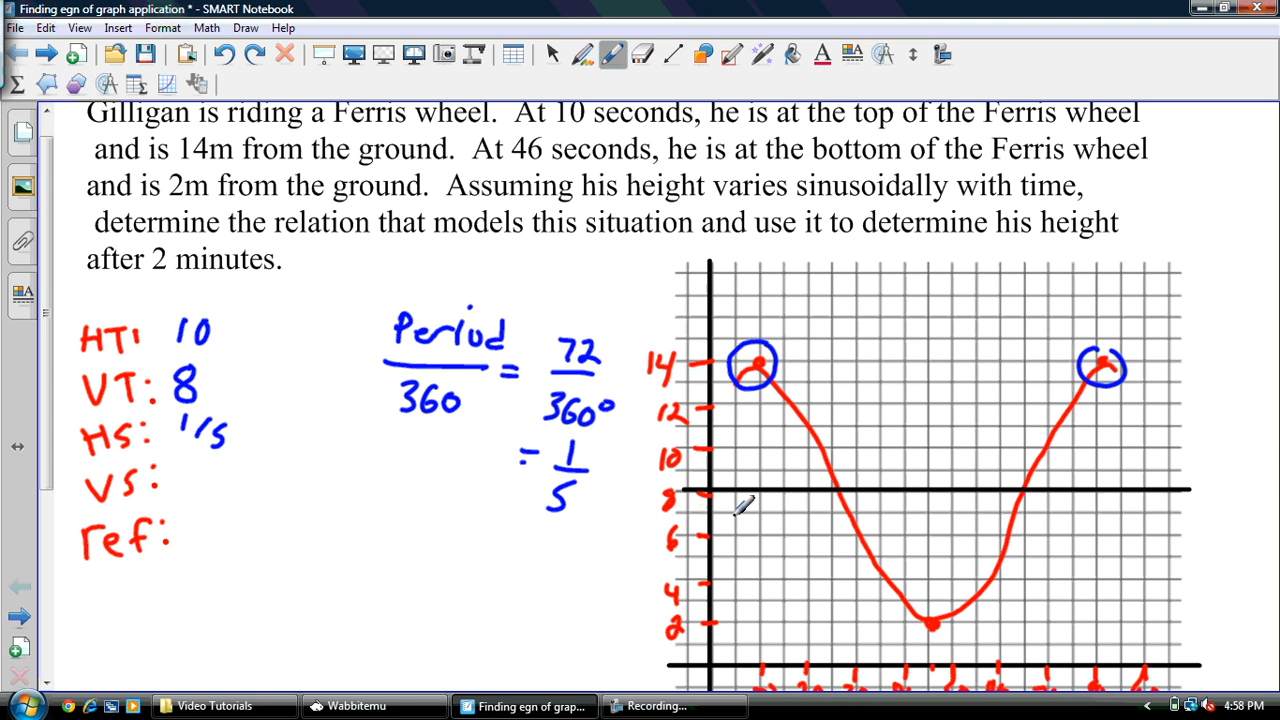 Finding eqn of graph application * - SMART Notebook
File Edit View Insert Format Math Draw Help
Gilligan is riding a Ferris wheel. At 10 seconds, he is at the top of the Ferris wheel
and is 14m from the ground. At 46 seconds, he is at the bottom of the Ferris wheel
and is 2m from the ground. Assuming his height varies sinusoidally with time,
determine the relation that models this situation and use it to determine his height
after 2 minutes.
HT: 10
VT: 8
HS: 1/5
VS:
ref:
Period
360
= 72
360°
= 1
5
14
12
10
8
6
4
2
Video Tutorials
Wabbitemu
Finding eqn of grap...
Recording...
4:58 PM